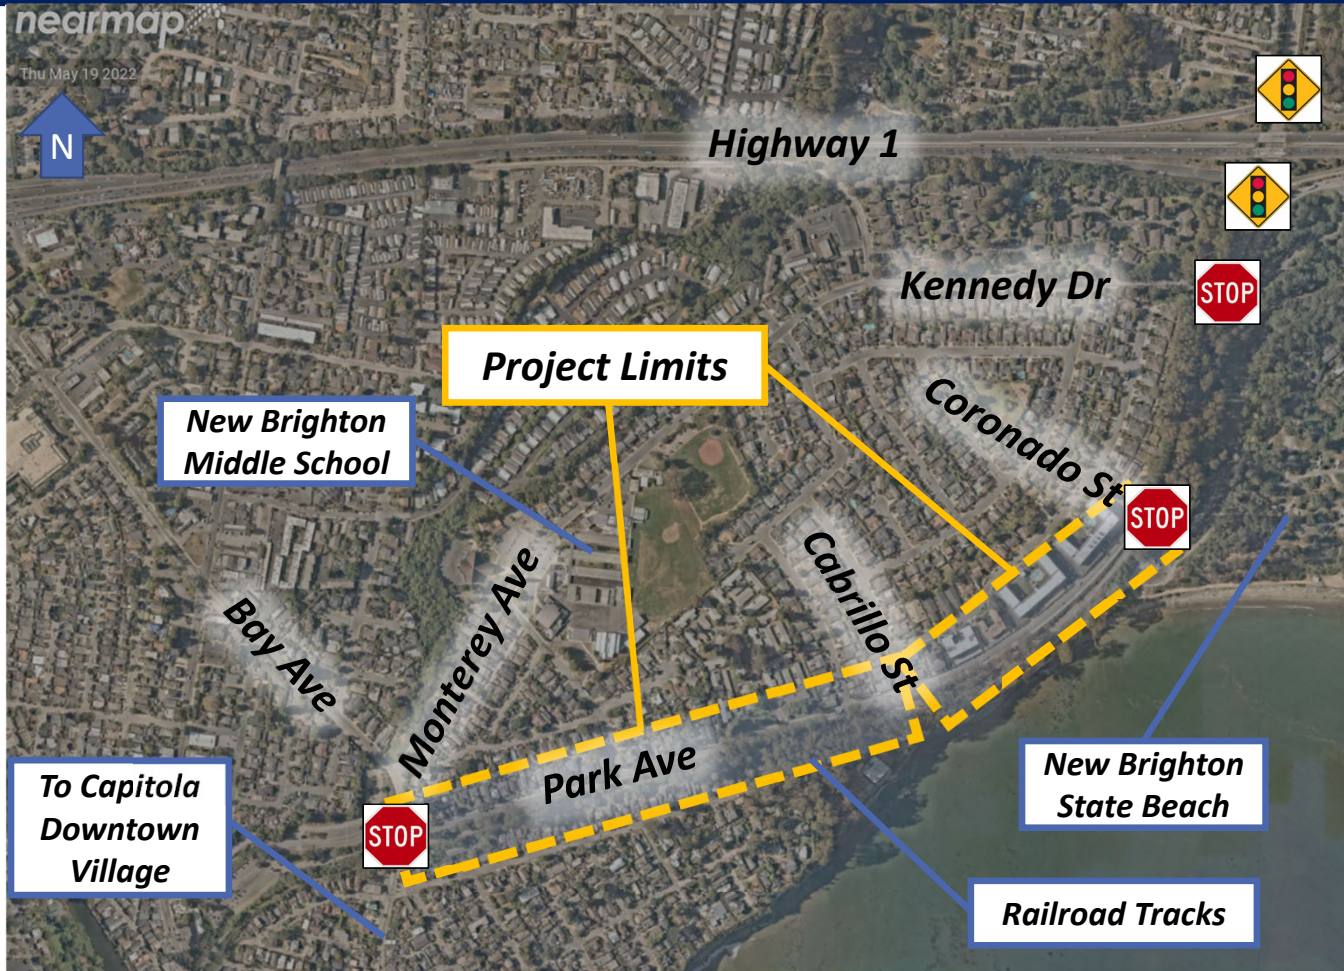 nearmap
Thu May 19 2022
N
Highway 1
Kennedy Dr
STOP
Project Limits
Coronado St
New Brighton
Middle School
STOP
Cabrillo St
Monterey Ave
Bay Ave
Park Ave
To Capitola
Downtown
Village
STOP
New Brighton
State Beach
Railroad Tracks